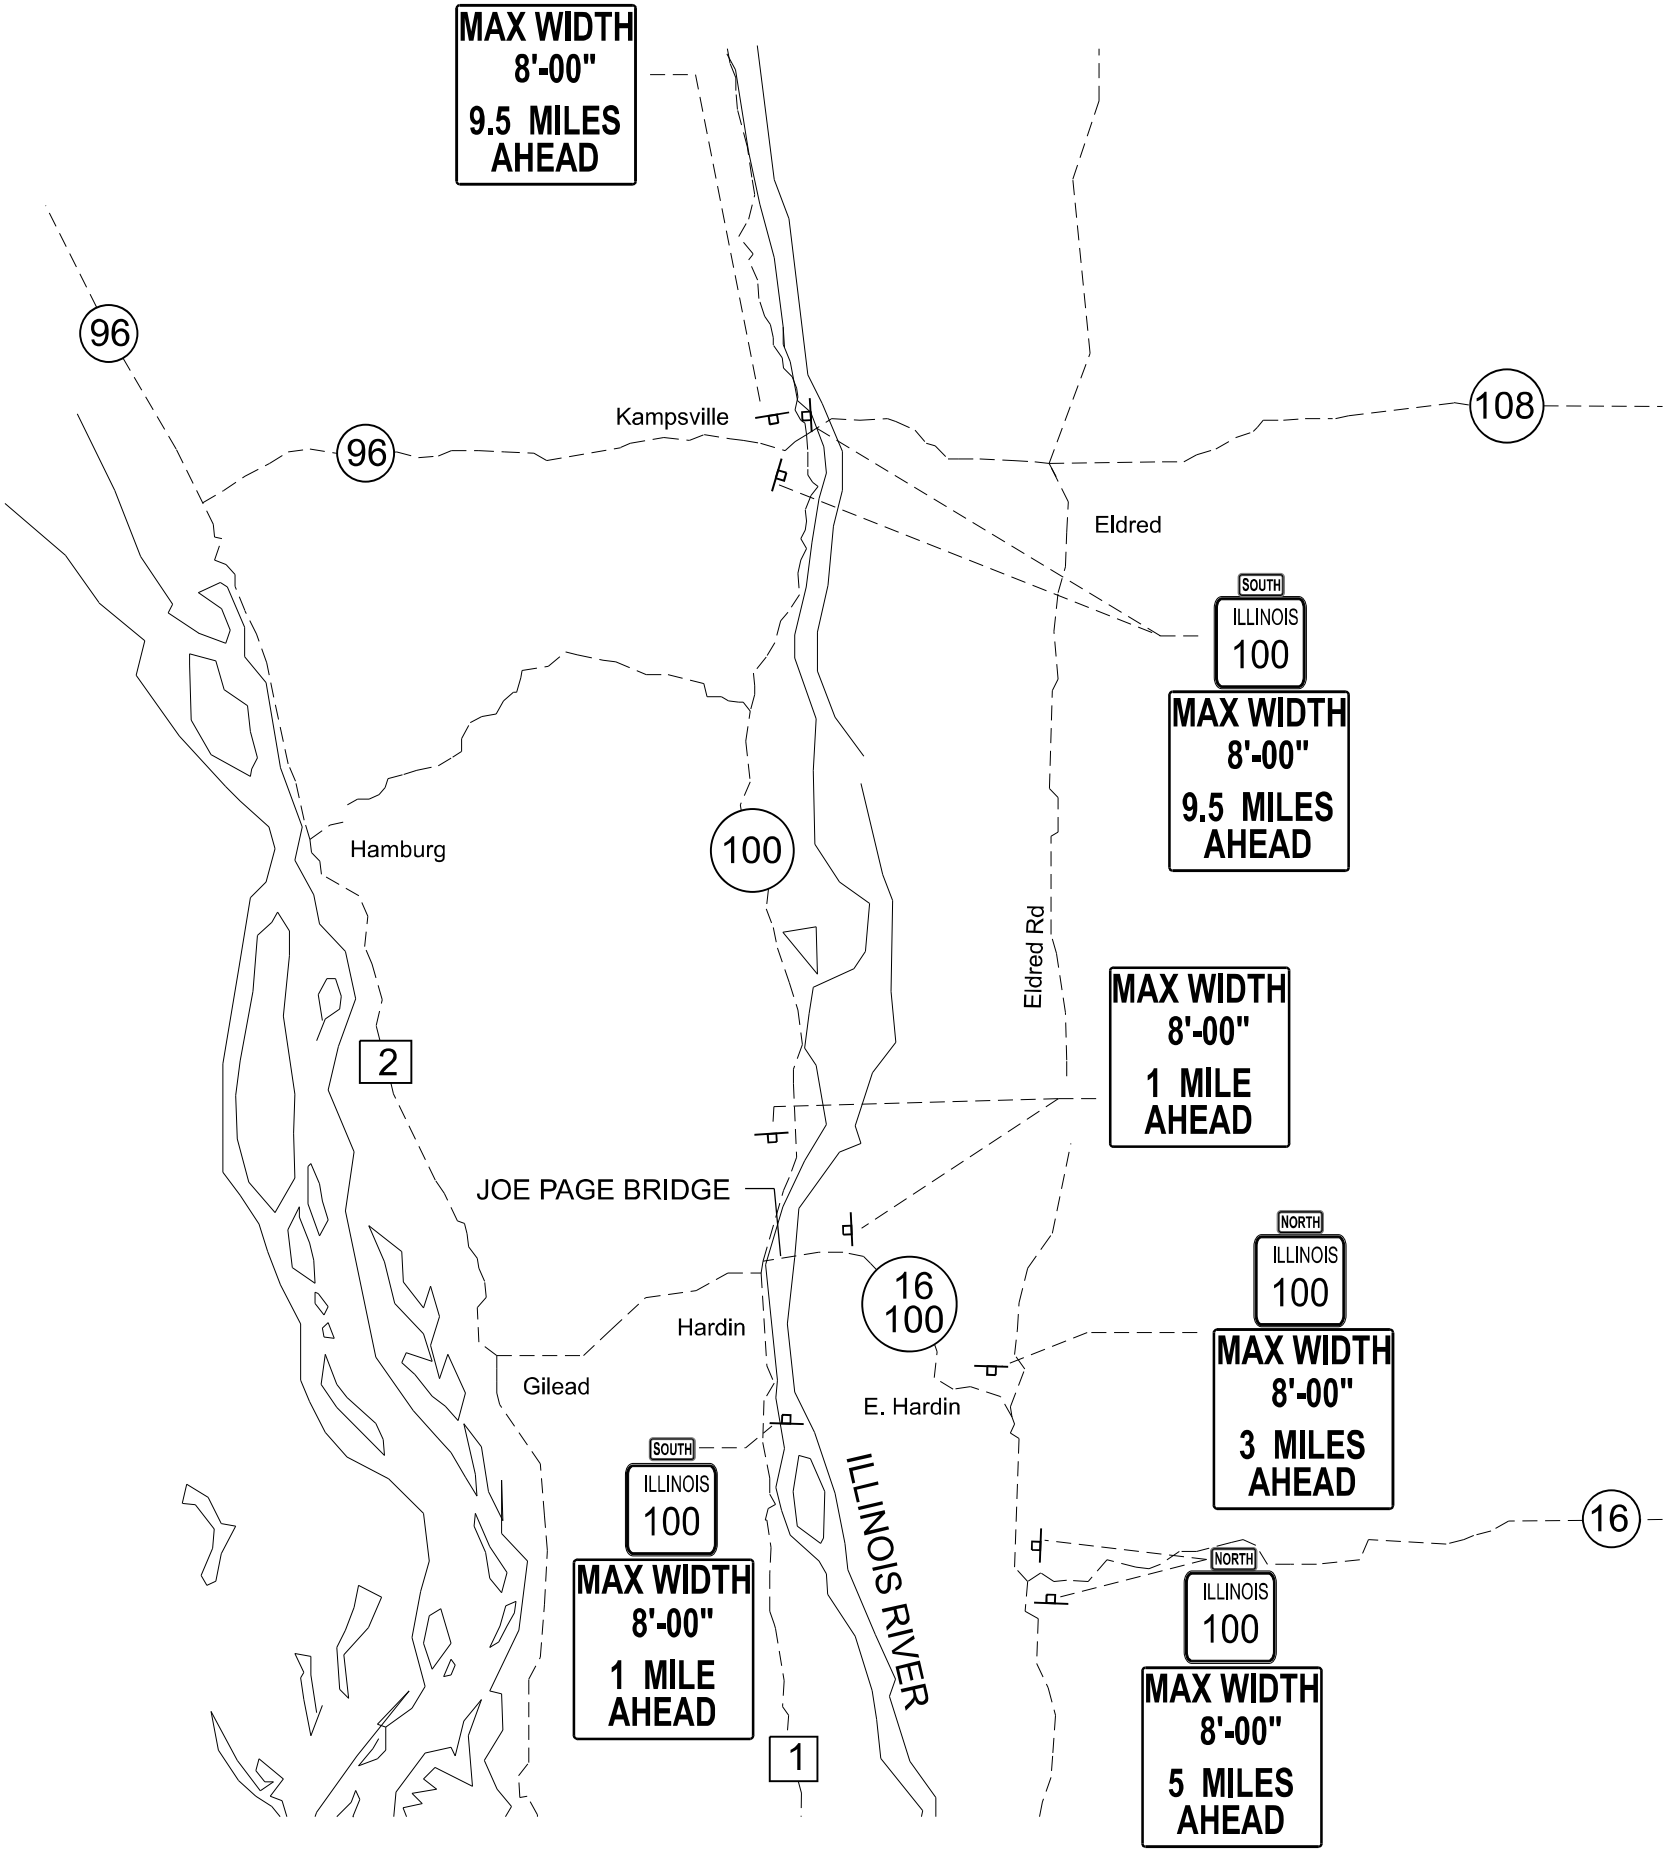 MAX WIDTH
8'-00"
9.5 MILES
AHEAD
96
108
Kampsville
96
Eldred
SOUTH
ILLINOIS
100
MAX WIDTH
8'-00"
9.5 MILES
AHEAD
Hamburg
100
Eldred Rd
MAX WIDTH
8'-00"
1 MILE
AHEAD
2
JOE PAGE BRIDGE
NORTH
ILLINOIS
100
MAX WIDTH
8'-00"
3 MILES
AHEAD
16
100
Hardin
Gilead
E. Hardin
SOUTH
ILLINOIS
100
MAX WIDTH
8'-00"
1 MILE
AHEAD
ILLINOIS RIVER
16
NORTH
ILLINOIS
100
MAX WIDTH
8'-00"
5 MILES
AHEAD
1